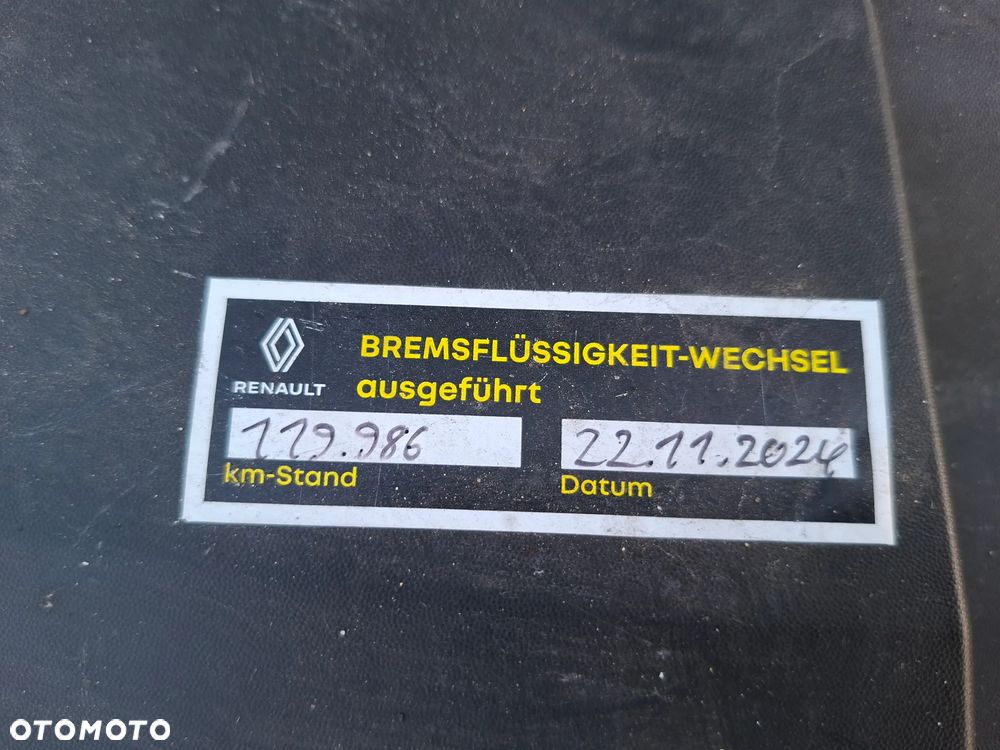 BREMSFLÜSSIGKEIT-WECHSEL
ausgeführt
RENAULT
119.986
22.11.2024
km-Stand
Datum
OTOMOTO